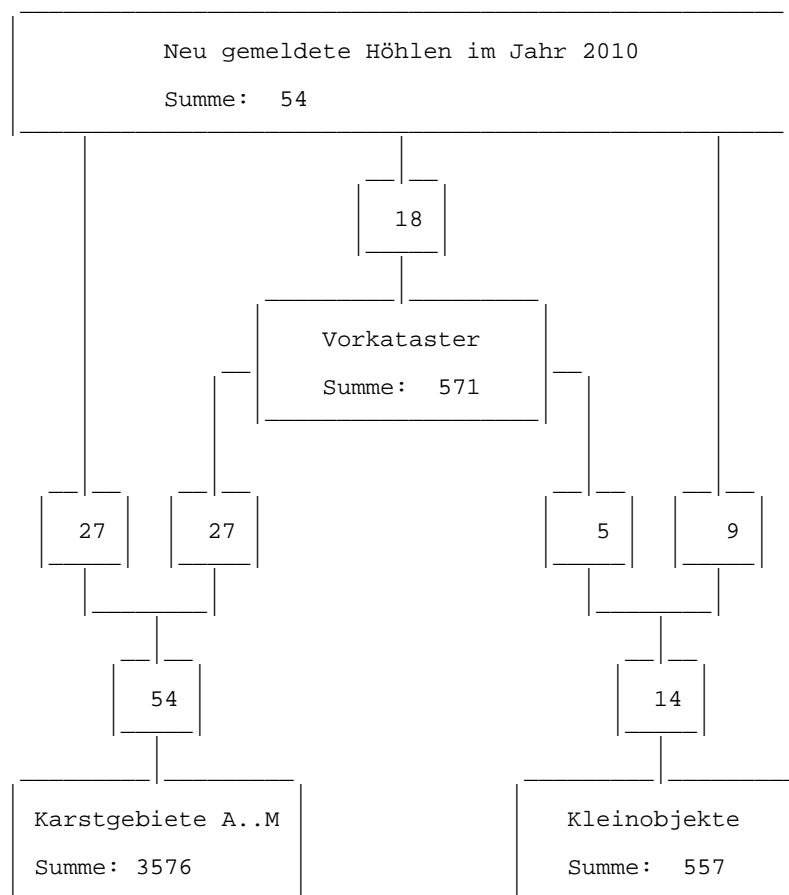 Neu gemeldete Höhlen im Jahr 2010
Summe: 54
18
Vorkataster
Summe: 571
27 27 5 9
54 14
Karstgebiete A..M Kleinobjekte
Summe: 3576 Summe: 557